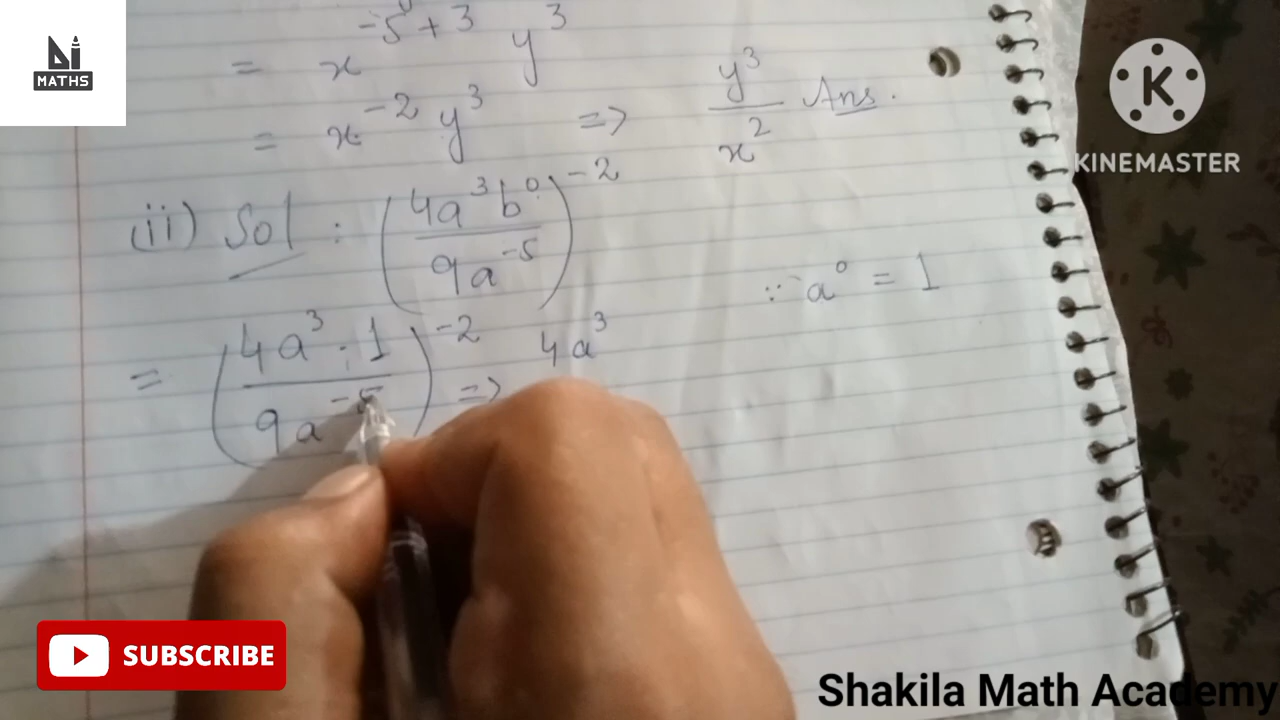 MATHS
= x^{-5+3} y^3
= x^{-2} y^3 => y^3/x^2 Ans.
K
KINEMASTER
(ii) Sol : (4a^3b^0/9a^{-5})^{-2}
∵ a^0 = 1
= (4a^3 . 1/9a^{-5})^{-2} => 4a^3
SUBSCRIBE
Shakila Math Academy